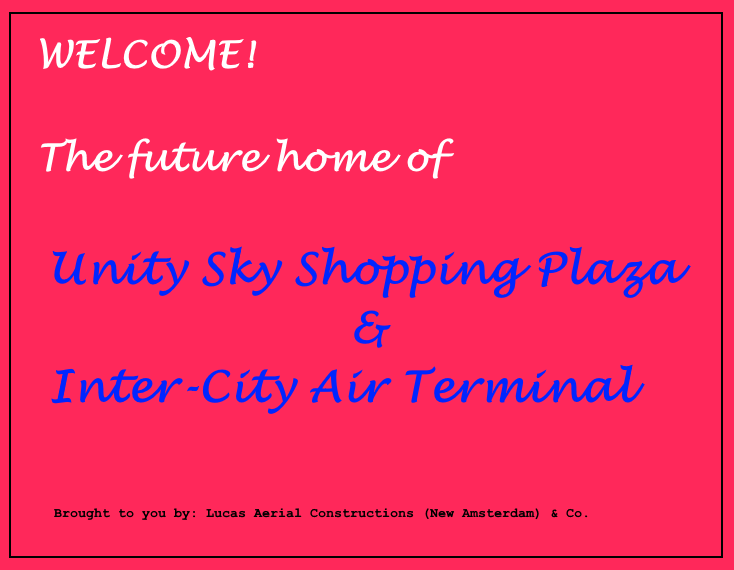 WELCOME!
The future home of
Unity Sky Shopping Plaza
&
Inter-City Air Terminal
Brought to you by: Lucas Aerial Constructions (New Amsterdam) & Co.